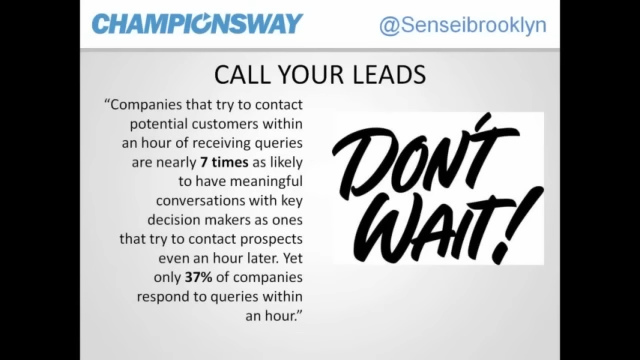 CHAMPIONSWAY
@Senseibrooklyn
CALL YOUR LEADS
“Companies that try to contact
potential customers within
an hour of receiving queries
are nearly 7 times as likely
to have meaningful
conversations with key
decision makers as ones
that try to contact prospects
even an hour later. Yet
only 37% of companies
respond to queries within
an hour.”
DON'T
WAIT!